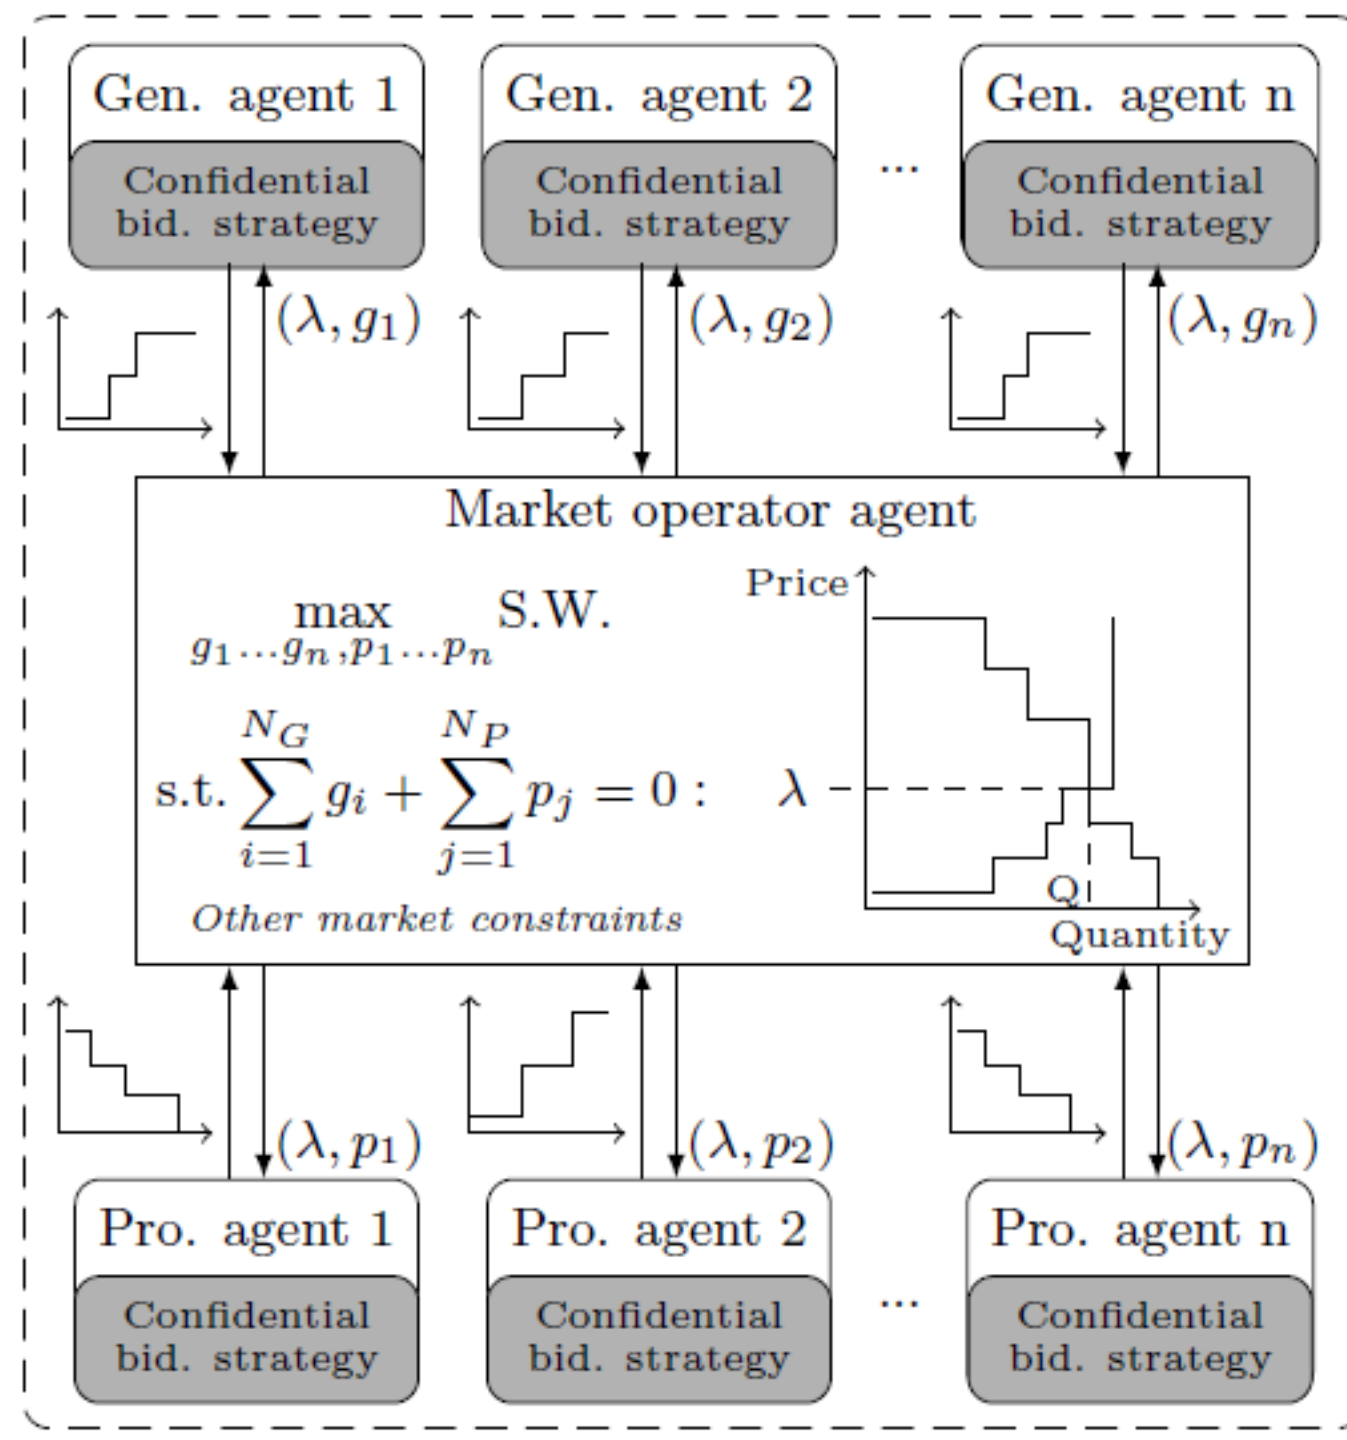 Gen. agent 1
Confidential
bid. strategy
Gen. agent 2
Confidential
bid. strategy
...
Gen. agent n
Confidential
bid. strategy
(λ, g₁)
(λ, g₂)
(λ, gₙ)
Market operator agent
max S.W.
g₁...gₙ,p₁...pₙ
s.t. ∑_{i=1}^{N_G} g_i + ∑_{j=1}^{N_P} p_j = 0 :
Other market constraints
Price
λ
Q
Quantity
(λ, p₁)
(λ, p₂)
(λ, pₙ)
Pro. agent 1
Confidential
bid. strategy
Pro. agent 2
Confidential
bid. strategy
...
Pro. agent n
Confidential
bid. strategy